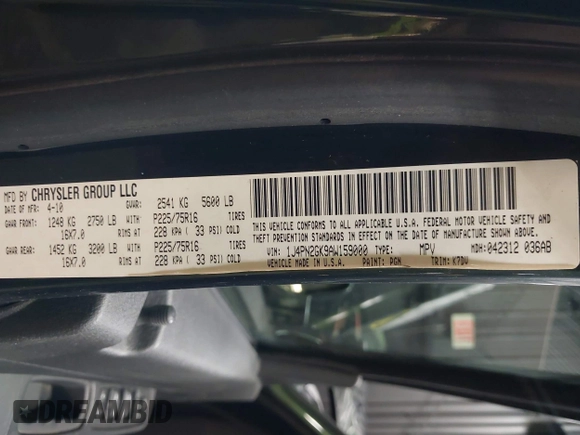 MFD BY CHRYSLER GROUP LLC
DATE OF MFR 4-10 GVWR: 2541 KG 5600 LB
GAWR FRONT: WITH TIRES
1248 KG 2750 LB P225/75R16
16X7.0 RIMS AT 228 KPA ( 33 PSI) COLD
GAWR REAR: WITH TIRES
1452 KG 3200 LB P225/75R16
16X7.0 RIMS AT 228 KPA ( 33 PSI) COLD
THIS VEHICLE CONFORMS TO ALL APPLICABLE U.S.A. FEDERAL MOTOR VEHICLE SAFETY AND
THEFT PREVENTION STANDARDS IN EFFECT ON THE DATE OF MANUFACTURE SHOWN ABOVE.
VIN: 1J4PN2GK9AW159000 TYPE: MPV MDH: 042312 036AB
VEHICLE MADE IN U.S.A. PAINT: PGN TRIM: K7DV
DREAMBID